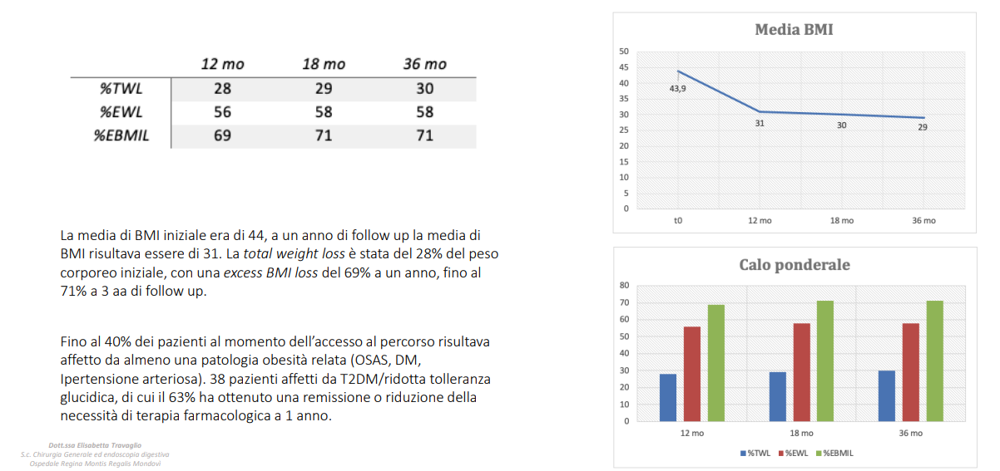 12 mo 18 mo 36 mo
%TWL 28 29 30
%EWL 56 58 58
%EBMIL 69 71 71
La media di BMI iniziale era di 44, a un anno di follow up la media di
BMI risultava essere di 31. La total weight loss è stata del 28% del peso
corporeo iniziale, con una excess BMI loss del 69% a un anno, fino al
71% a 3 aa di follow up.
Fino al 40% dei pazienti al momento dell’accesso al percorso risultava
affetto da almeno una patologia obesità relata (OSAS, DM,
Ipertensione arteriosa). 38 pazienti affetti da T2DM/ridotta tolleranza
glucidica, di cui il 63% ha ottenuto una remissione o riduzione della
necessità di terapia farmacologica a 1 anno.
Dott.ssa Elisabetta Travaglio
S.c. Chirurgia Generale ed endoscopia digestiva
Ospedale Regina Montis Regalis Mondovì
Media BMI
50
45
40
35
30
25
20
15
10
5
0
43,9
31
30
29
t0 12 mo 18 mo 36 mo
Calo ponderale
80
70
60
50
40
30
20
10
0
12 mo 18 mo 36 mo
%TWL %EWL %EBMIL